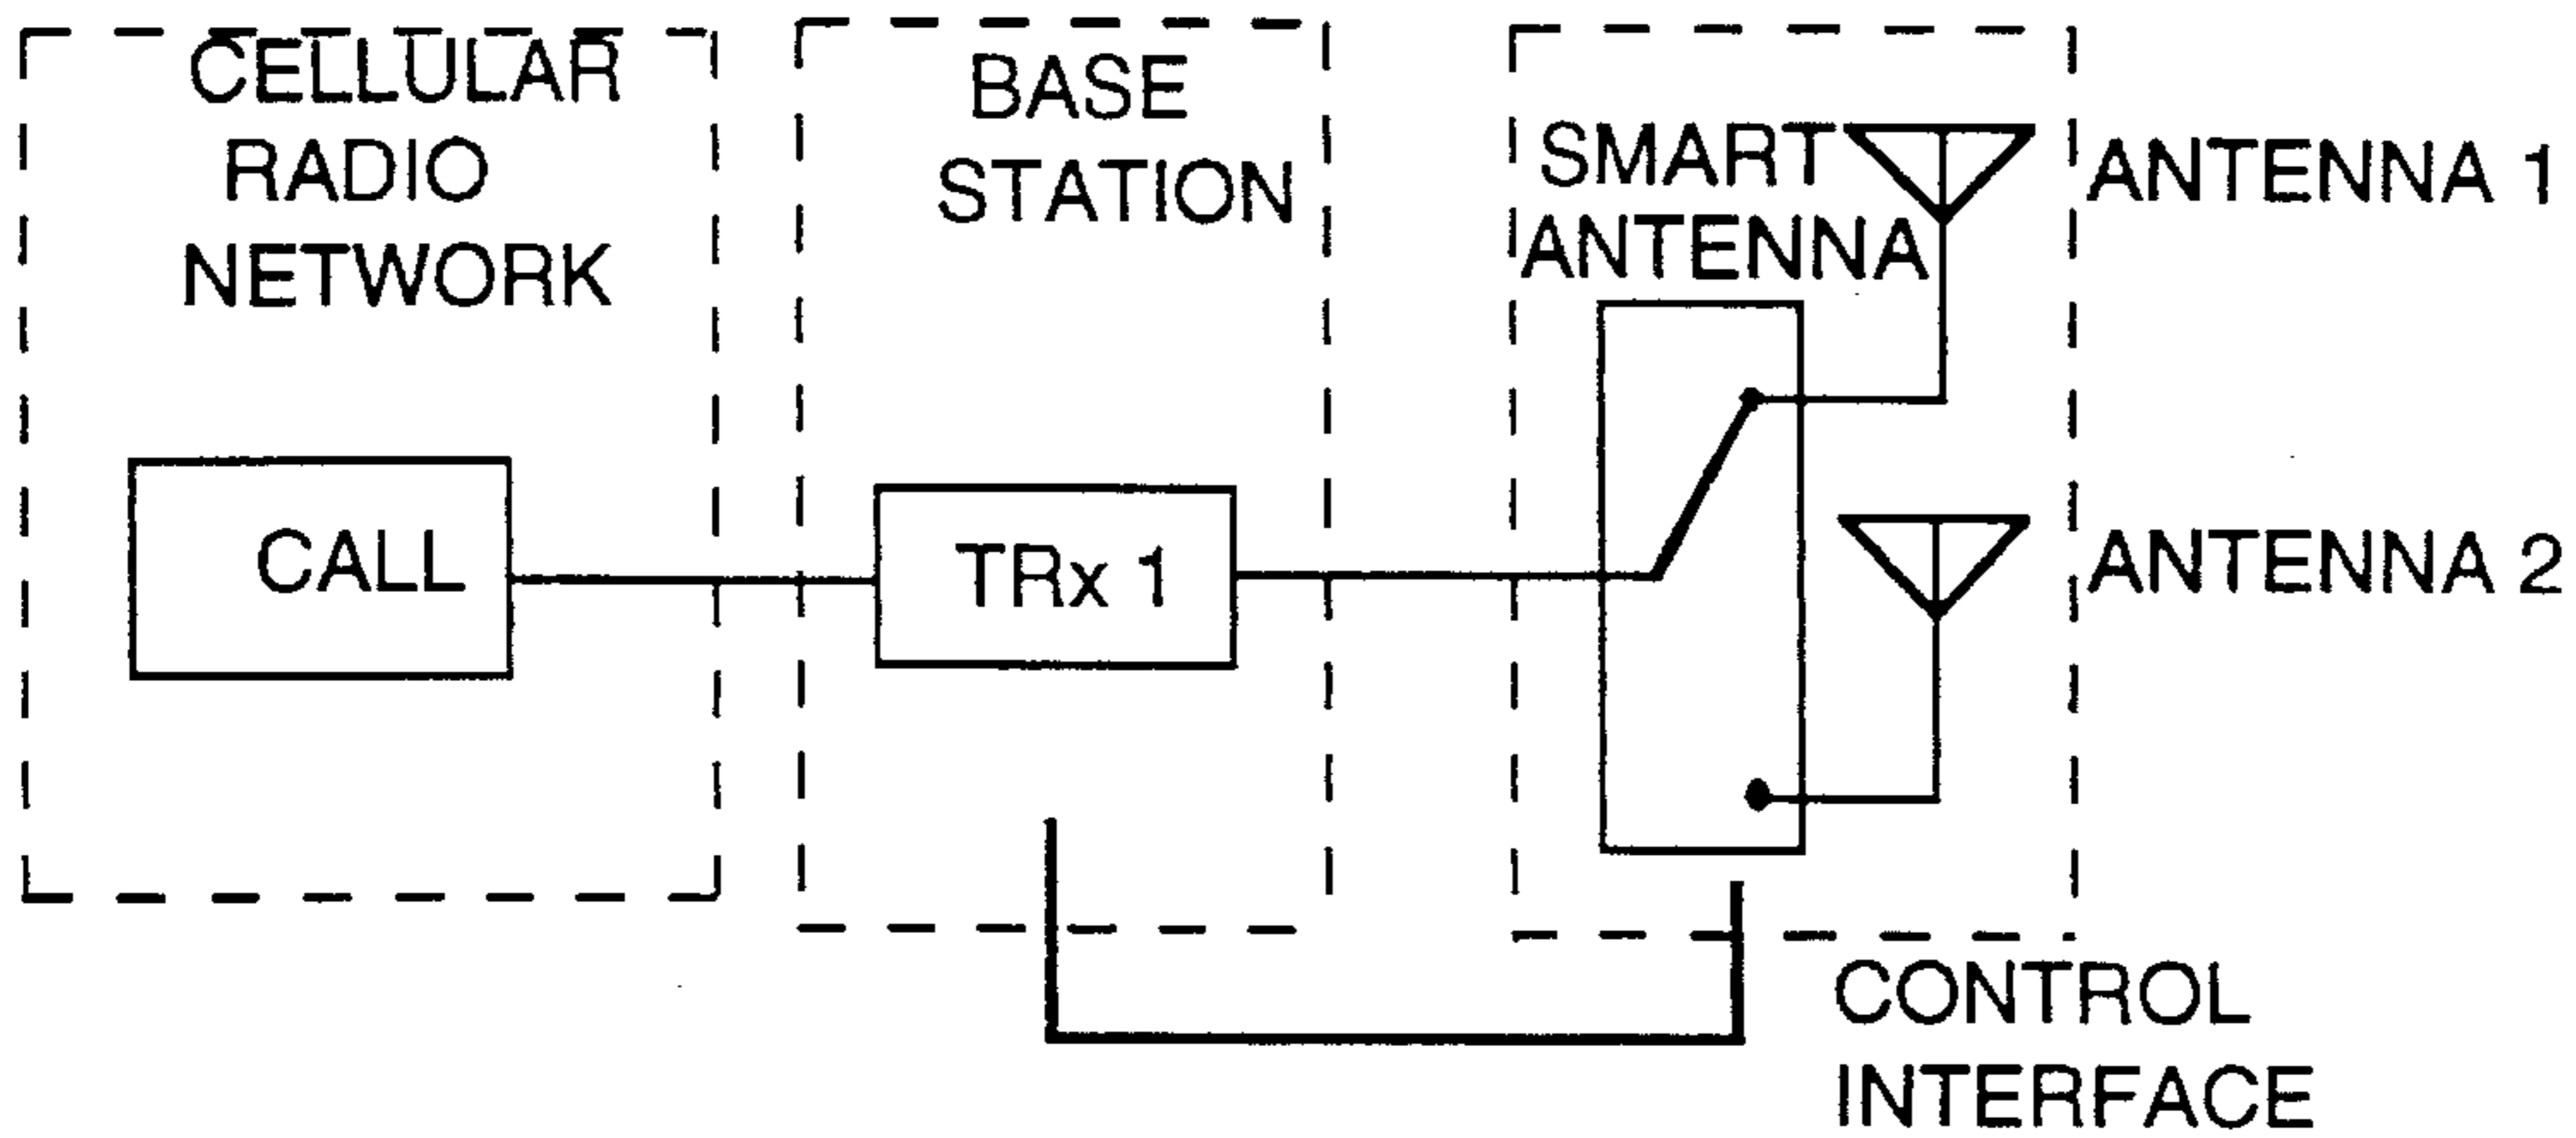 CELLULAR
RADIO
NETWORK
CALL
BASE
STATION
TRx 1
SMART
ANTENNA
ANTENNA 1
ANTENNA 2
CONTROL
INTERFACE